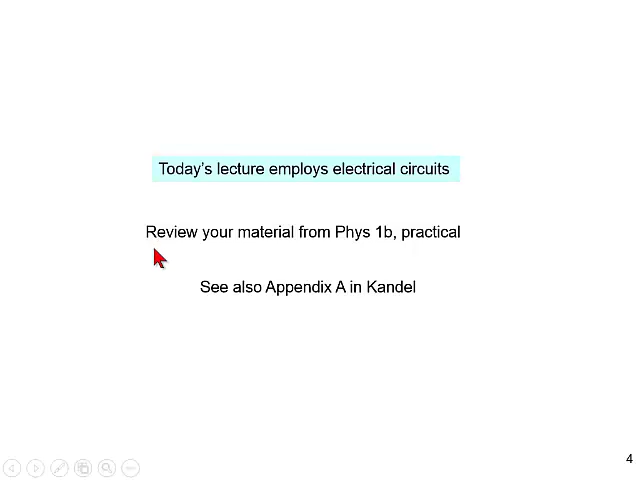 Today's lecture employs electrical circuits
Review your material from Phys 1b, practical
See also Appendix A in Kandel
4